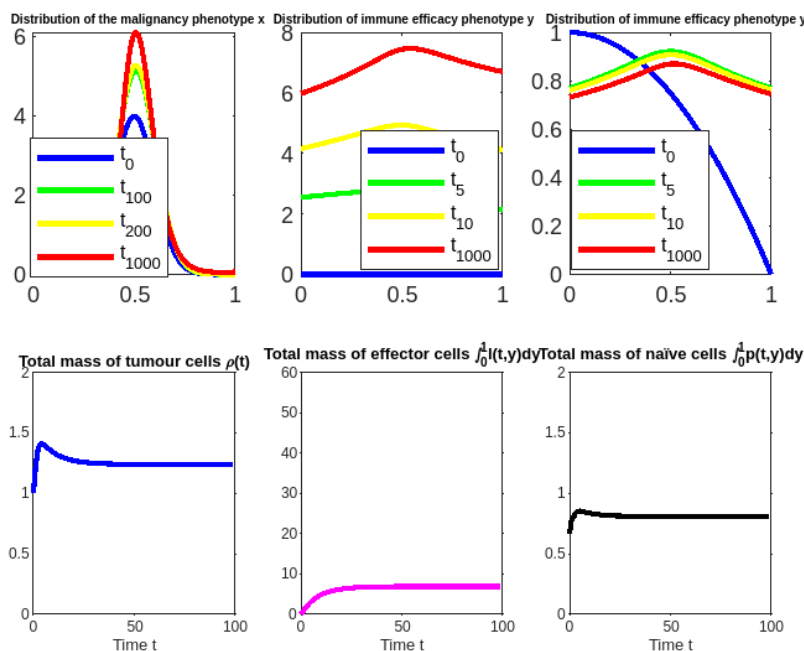 Distribution of the malignancy phenotype x
6
4
2
0
0
0.5
1
t0
t100
t200
t1000
Distribution of immune efficacy phenotype y
8
6
4
2
0
0
0.5
1
t0
t5
t10
t1000
Distribution of immune efficacy phenotype y
1
0.8
0.6
0.4
0.2
0
0
0.5
1
t0
t5
t10
t1000
Total mass of tumour cells ρ(t)
2
1.5
1
0.5
0
0
50
100
Time t
Total mass of effector cells ∫₀¹l(t,y)dy
60
50
40
30
20
10
0
0
50
100
Time t
Total mass of naïve cells ∫₀¹p(t,y)dy
2
1.5
1
0.5
0
0
50
100
Time t